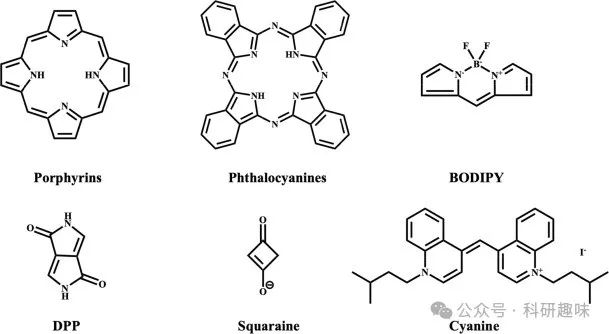 N
NH
HN
N
Porphyrins
N
N
HN
N
N
NH
N
N
Phthalocyanines
F
F
B⁻
N
N⁺
BODIPY
H
N
O
O
N
H
DPP
O
O⊖
Squaraine
N
N⁺
I⁻
Cyanine
公众号·科研趣味